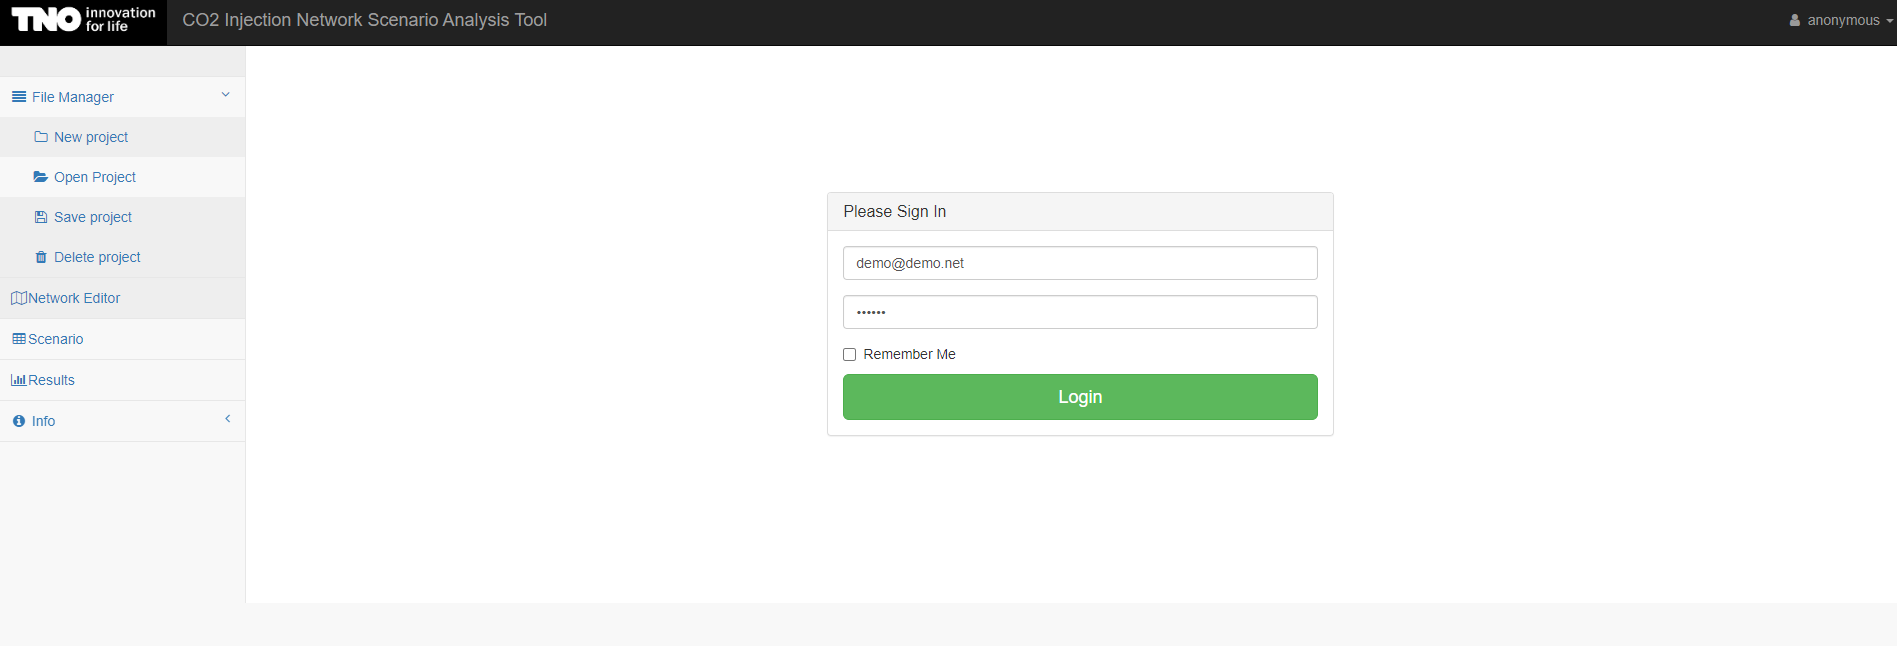 TNO innovation for life
CO2 Injection Network Scenario Analysis Tool
anonymous
File Manager
New project
Open Project
Save project
Delete project
Network Editor
Scenario
Results
Info
Please Sign In
demo@demo.net
••••••
Remember Me
Login